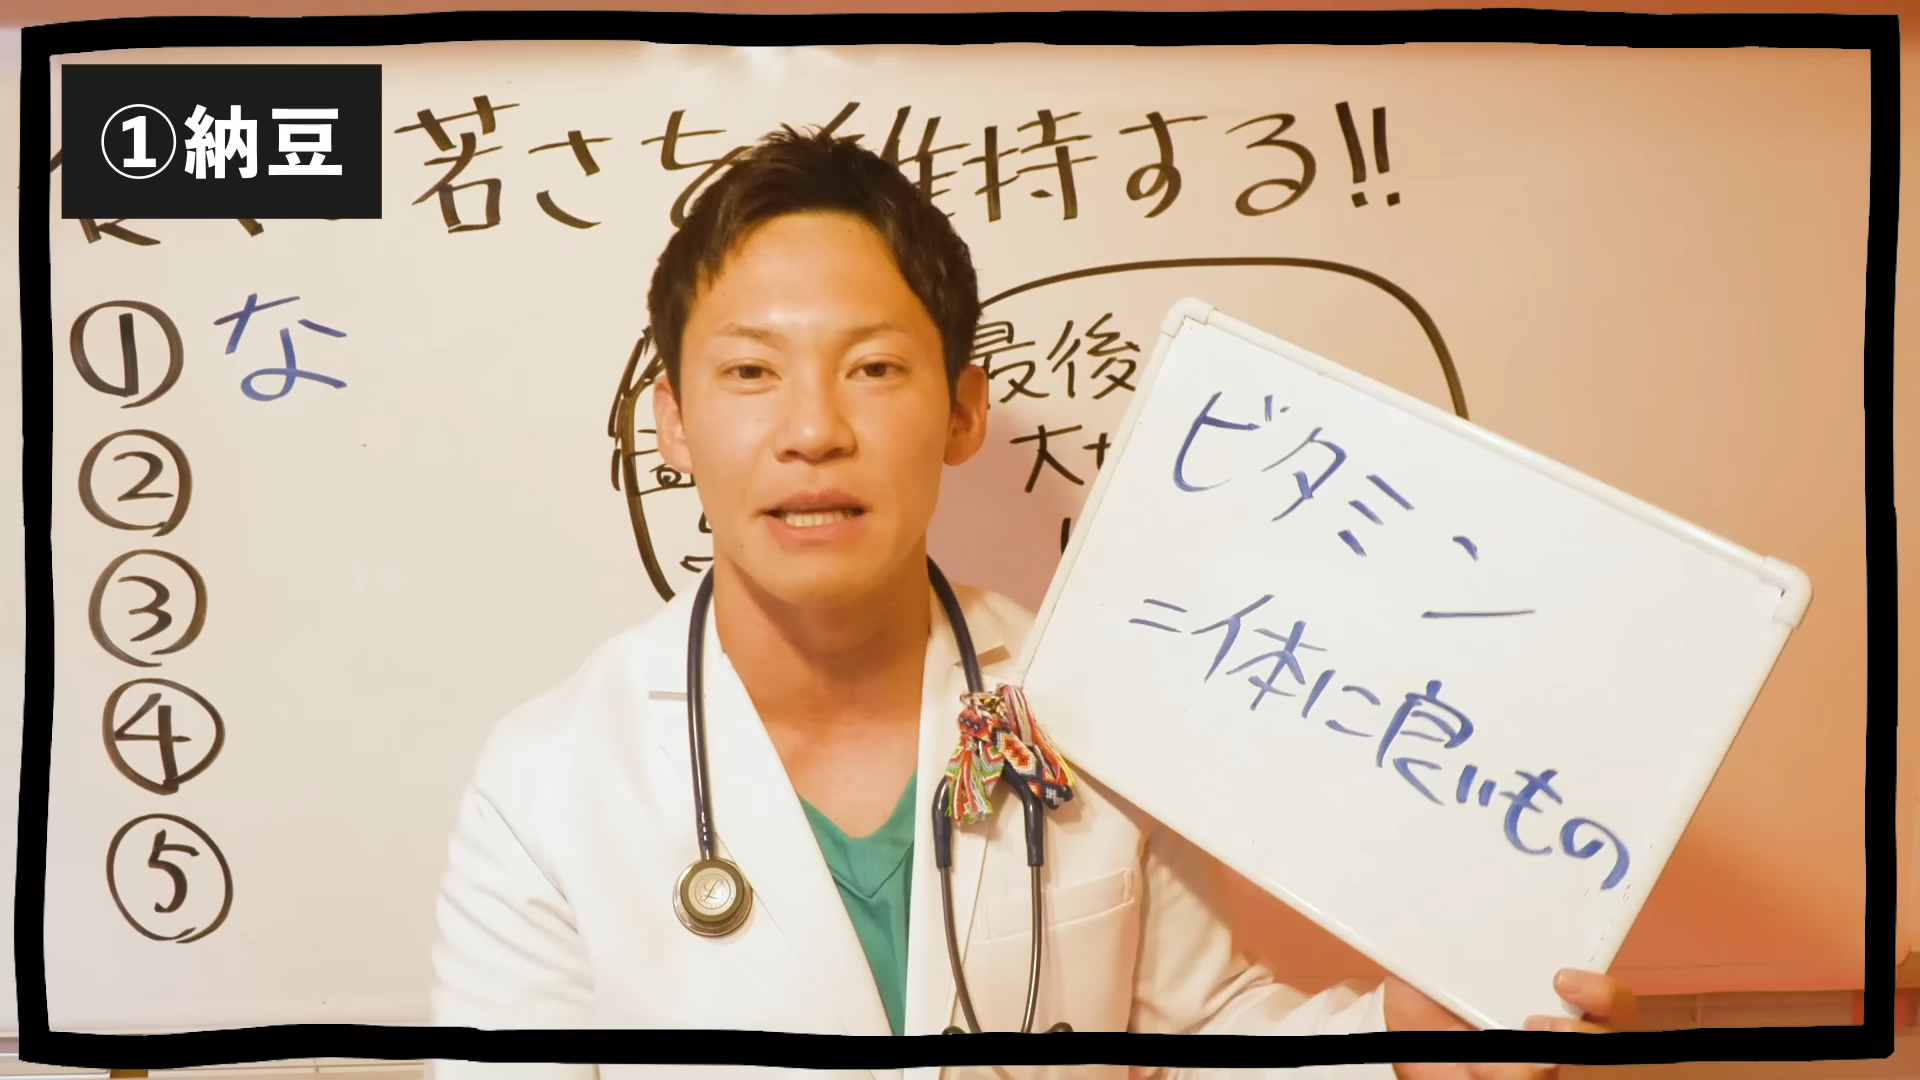 ①納豆
若さを維持する!!
① な
②
③
④
⑤
最後
大
ビタミン
=体に良いもの